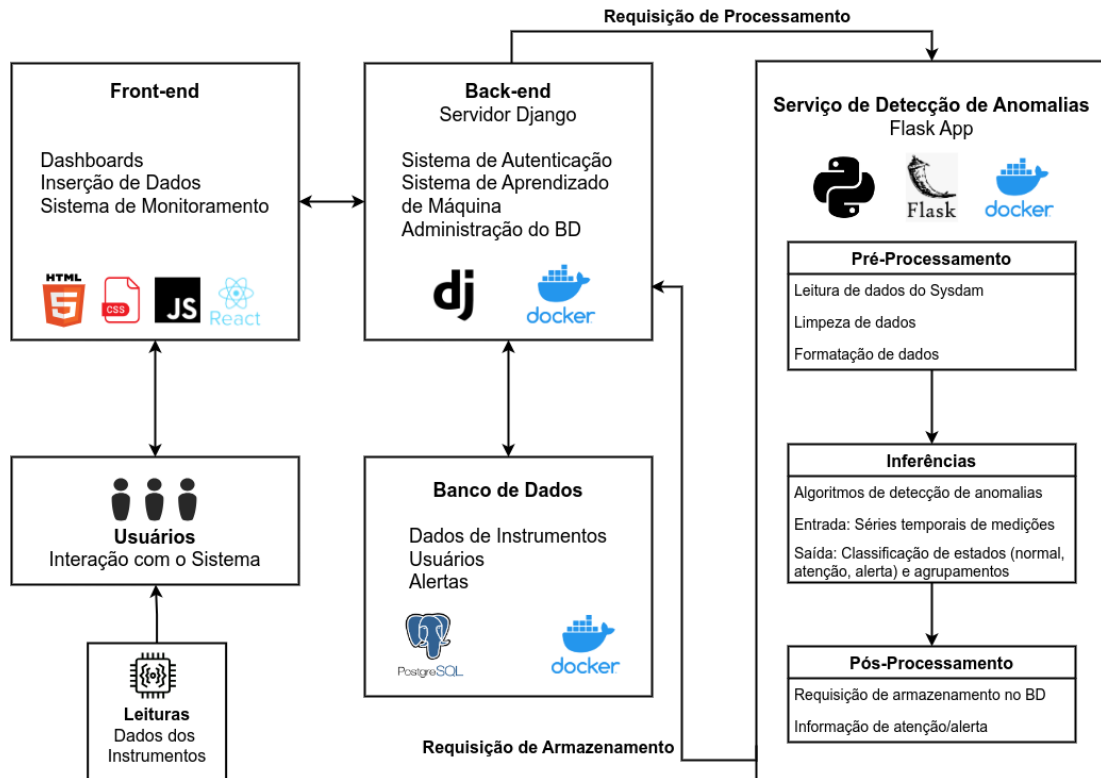 Requisição de Processamento
Front-end
Dashboards
Inserção de Dados
Sistema de Monitoramento
HTML
5
CSS
JS
React
Back-end
Servidor Django
Sistema de Autenticação
Sistema de Aprendizado
de Máquina
Administração do BD
dj
docker
Serviço de Detecção de Anomalias
Flask App
Flask
docker
Pré-Processamento
Leitura de dados do Sysdam
Limpeza de dados
Formatação de dados
Inferências
Algoritmos de detecção de anomalias
Entrada: Séries temporais de medições
Saída: Classificação de estados (normal,
atenção, alerta) e agrupamentos
Pós-Processamento
Requisição de armazenamento no BD
Informação de atenção/alerta
Usuários
Interação com o Sistema
Leituras
Dados dos
Instrumentos
Banco de Dados
Dados de Instrumentos
Usuários
Alertas
PostgreSQL
docker
Requisição de Armazenamento